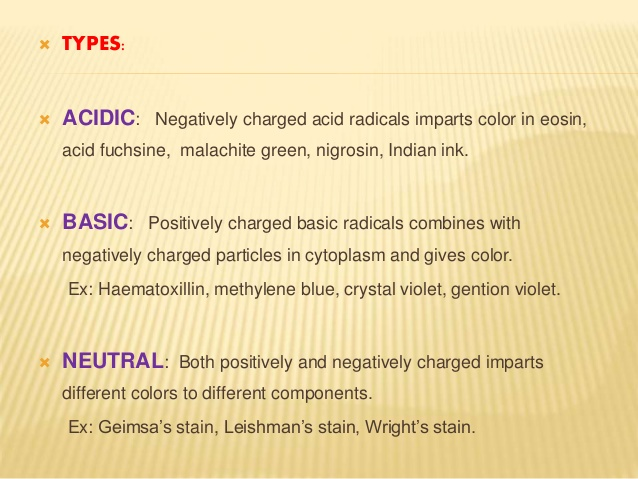 TYPES:
ACIDIC: Negatively charged acid radicals imparts color in eosin,
acid fuchsine, malachite green, nigrosin, Indian ink.
BASIC: Positively charged basic radicals combines with
negatively charged particles in cytoplasm and gives color.
Ex: Haematoxillin, methylene blue, crystal violet, gention violet.
NEUTRAL: Both positively and negatively charged imparts
different colors to different components.
Ex: Geimsa's stain, Leishman's stain, Wright's stain.